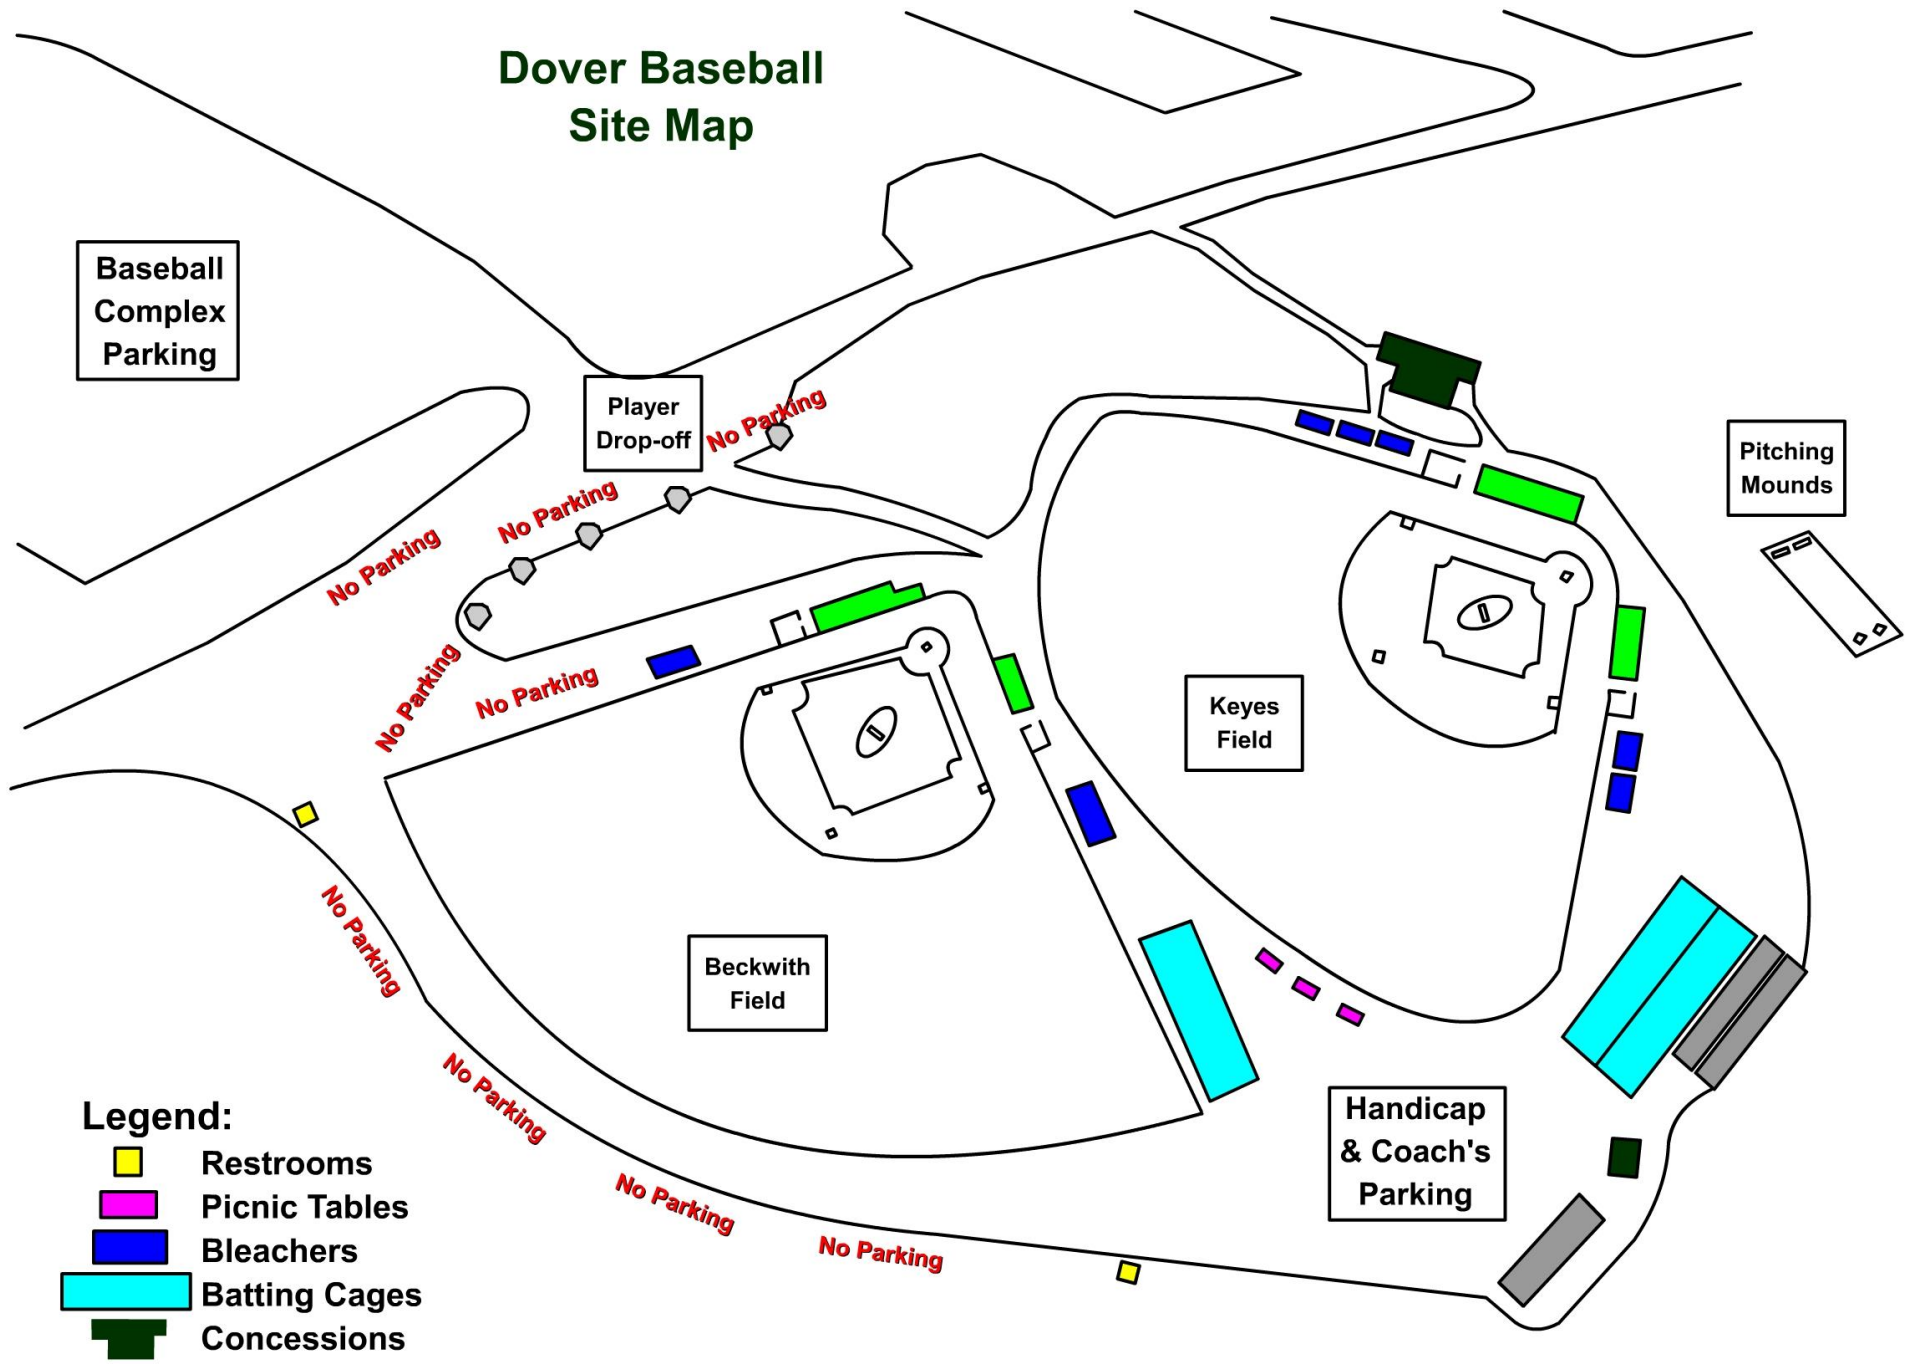 Dover Baseball
Site Map
Baseball
Complex
Parking
Player
Drop-off
No Parking
No Parking
No Parking
No Parking
No Parking
Pitching
Mounds
Keyes
Field
Beckwith
Field
No Parking
No Parking
No Parking
No Parking
Handicap
& Coach's
Parking
Legend:
Restrooms
Picnic Tables
Bleachers
Batting Cages
Concessions